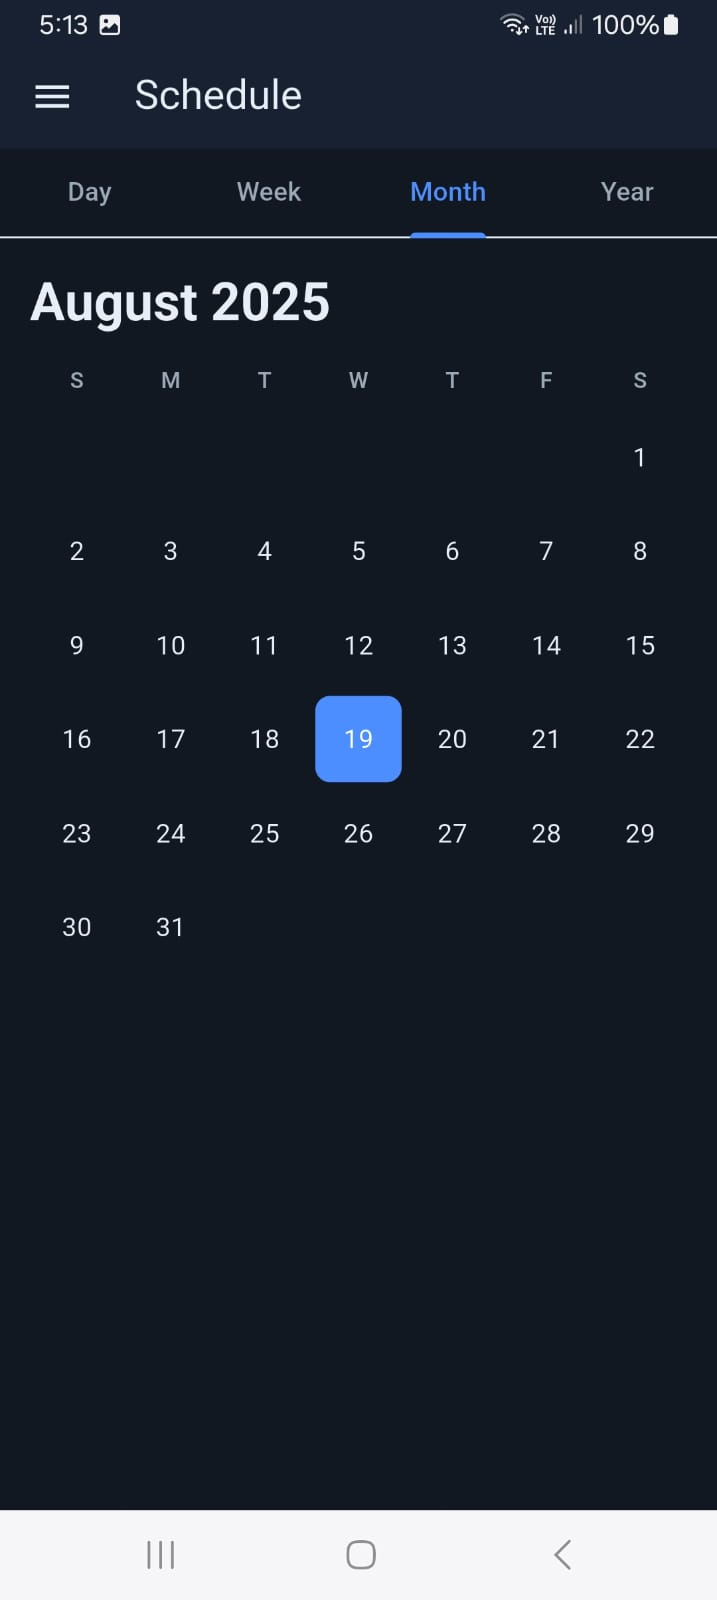 5:13 Vo)) LTE 100%
Schedule
Day Week Month Year
August 2025
S M T W T F S
1
2 3 4 5 6 7 8
9 10 11 12 13 14 15
16 17 18 19 20 21 22
23 24 25 26 27 28 29
30 31